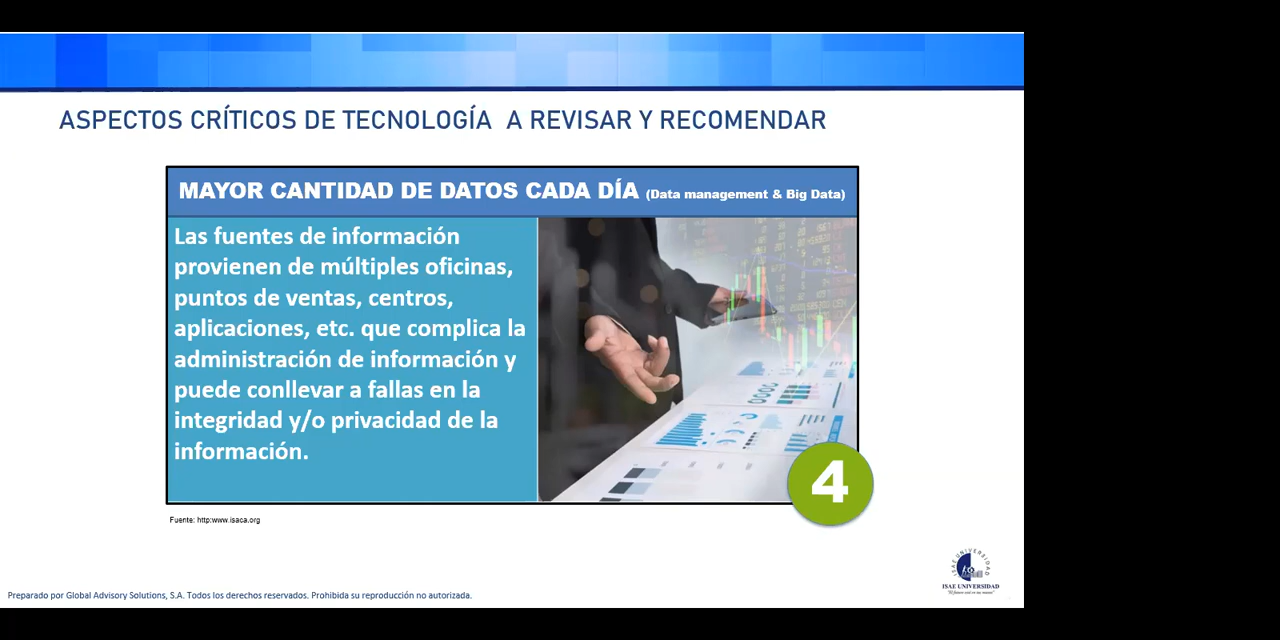 ASPECTOS CRÍTICOS DE TECNOLOGÍA A REVISAR Y RECOMENDAR
MAYOR CANTIDAD DE DATOS CADA DÍA (Data management & Big Data)
Las fuentes de información
provienen de múltiples oficinas,
puntos de ventas, centros,
aplicaciones, etc. que complica la
administración de información y
puede conllevar a fallas en la
integridad y/o privacidad de la
información.
4
Fuente: http:www.isaca.org
ISAE UNIVERSIDAD
ISAE UNIVERSIDAD
Preparado por Global Advisory Solutions, S.A. Todos los derechos reservados. Prohibida su reproducción no autorizada.